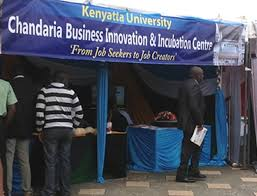 Kenyatta University
Chandaria Business Innovation & Incubation Centre
'From Job Seekers to Job Creators'